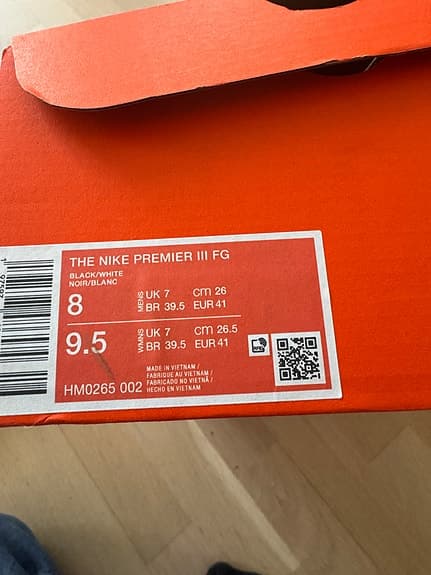 THE NIKE PREMIER III FG
BLACK/WHITE
NOIR/BLANC
8 MENS UK 7 CM 26
BR 39.5 EUR 41
9.5 WMNS UK 7 CM 26.5
BR 39.5 EUR 41
MADE IN VIETNAM /
FABRIQUE AU VIETNAM /
FABRICADO NO VIETNÃ /
HECHO EN VIETNAM
HM0265 002